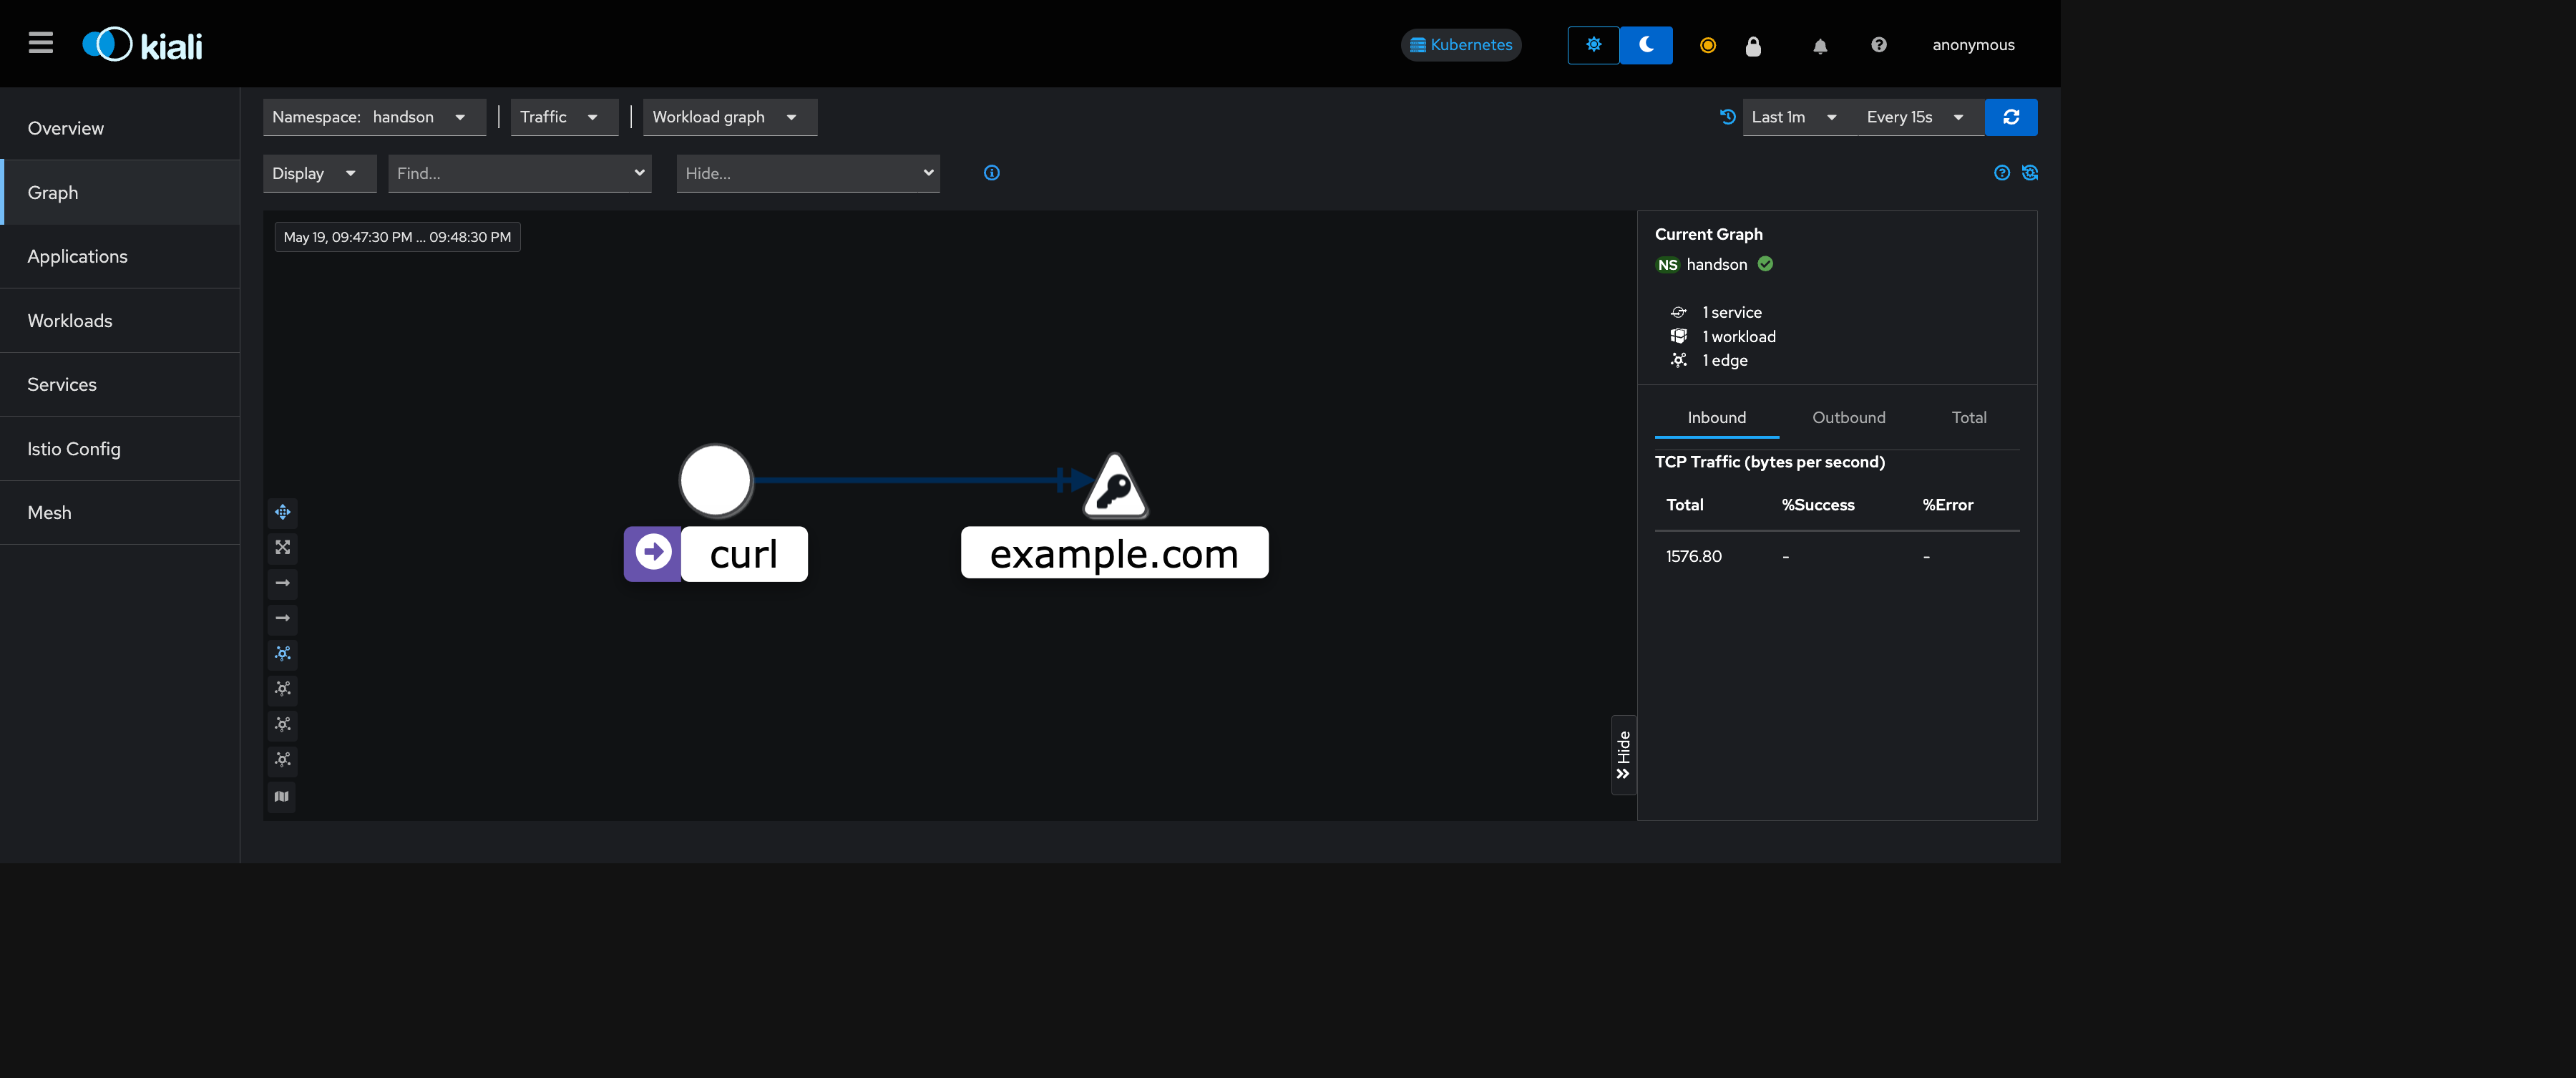 kiali
Kubernetes
anonymous
Overview
Graph
Applications
Workloads
Services
Istio Config
Mesh
Namespace: handson
Traffic
Workload graph
Last 1m
Every 15s
Display
Find...
Hide...
May 19, 09:47:30 PM ... 09:48:30 PM
curl
example.com
Hide
Current Graph
NS handson
1 service
1 workload
1 edge
Inbound Outbound Total
TCP Traffic (bytes per second)
Total %Success %Error
1576.80 - -